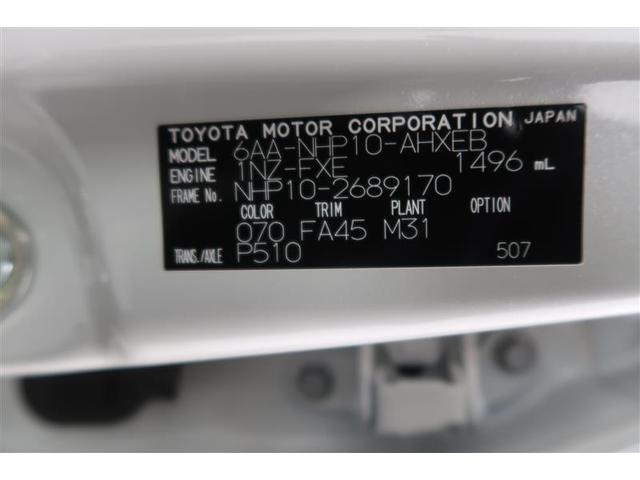 TOYOTA MOTOR CORPORATION JAPAN
MODEL 6AA-NHP10-AHXEB
ENGINE 1NZ-FXE 1496 mL
FRAME No. NHP10-2689170
COLOR TRIM PLANT OPTION
070 FA45 M31
TRANS./AXLE P510 507